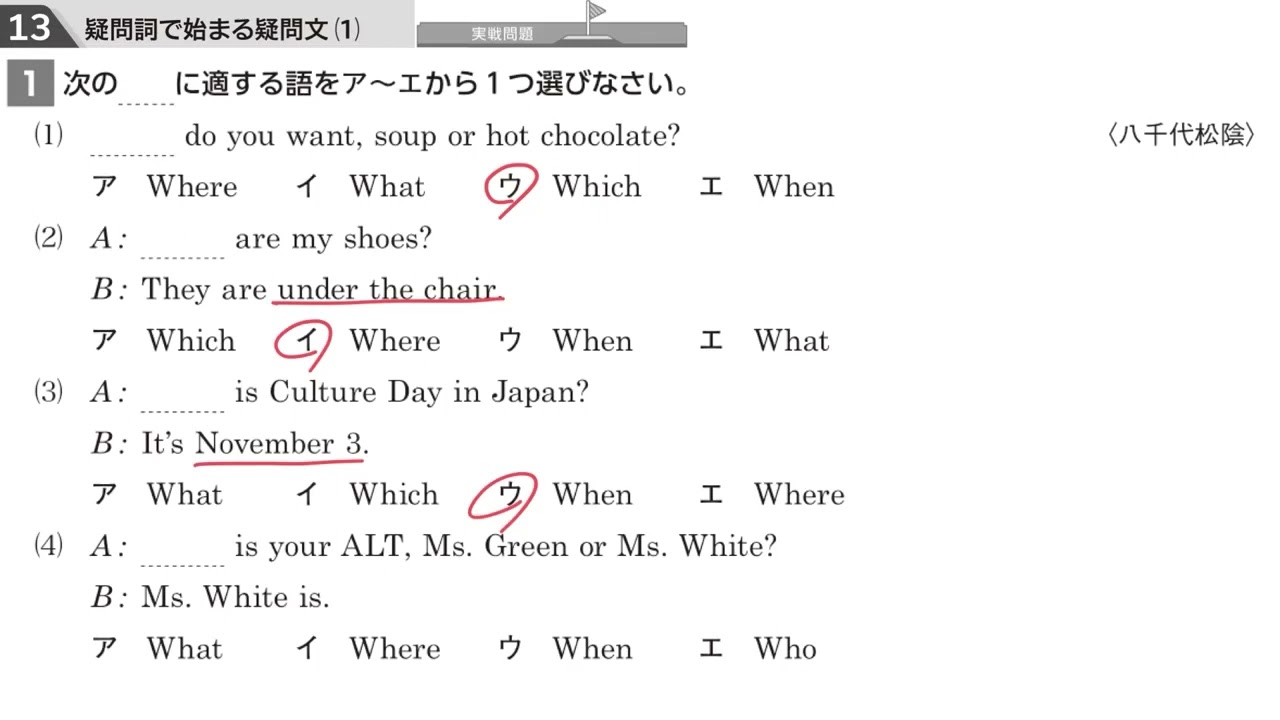 13 疑問詞で始まる疑問文(1) 実戦問題
1 次の に適する語をア～エから1つ選びなさい。
(1) do you want, soup or hot chocolate? 〈八千代松陰〉
ア Where イ What ウ Which エ When
(2) A: are my shoes?
B: They are under the chair.
ア Which イ Where ウ When エ What
(3) A: is Culture Day in Japan?
B: It's November 3.
ア What イ Which ウ When エ Where
(4) A: is your ALT, Ms. Green or Ms. White?
B: Ms. White is.
ア What イ Where ウ When エ Who